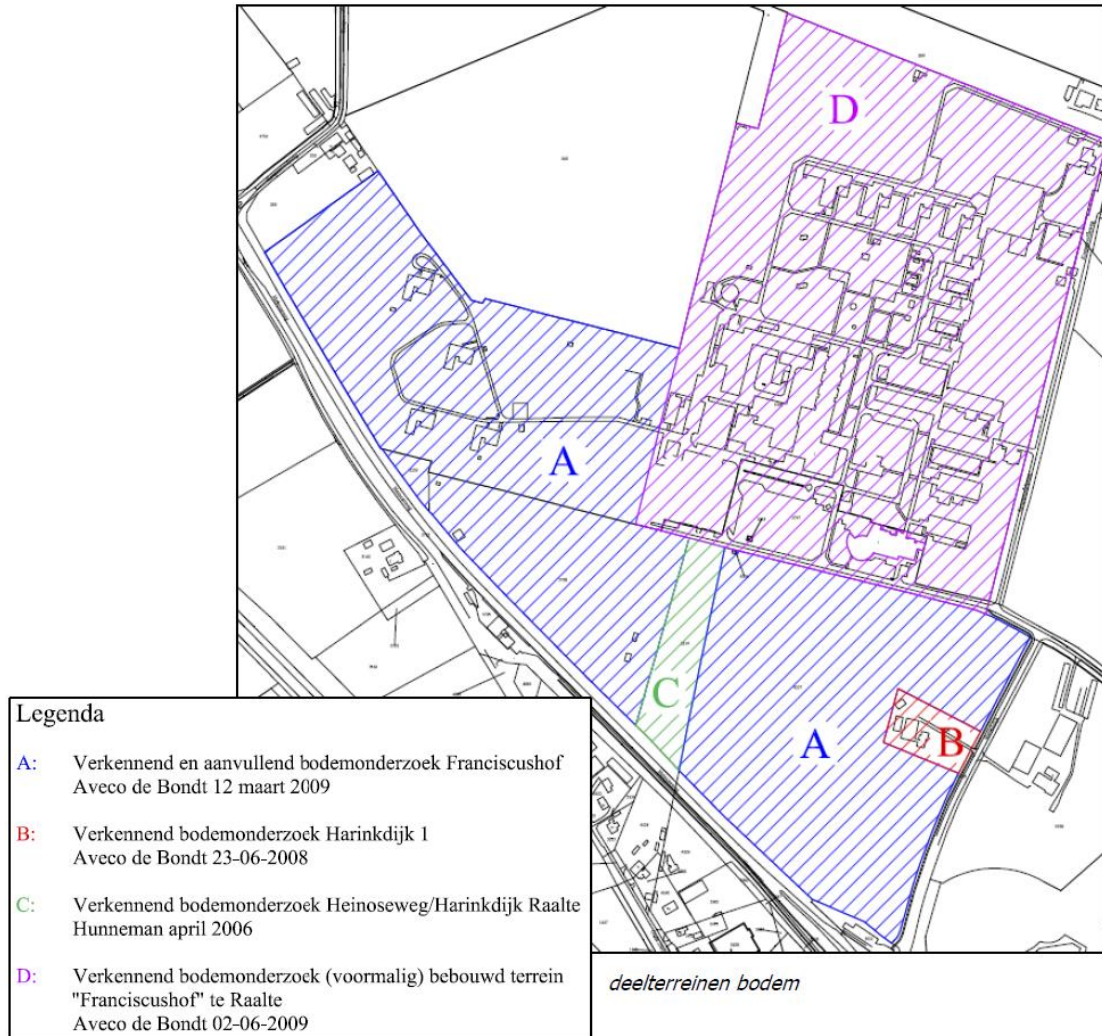 D
A
C
A
B
Legenda
A: Verkennend en aanvullend bodemonderzoek Franciscushof
Aveco de Bondt 12 maart 2009
B: Verkennend bodemonderzoek Harinkdijk 1
Aveco de Bondt 23-06-2008
C: Verkennend bodemonderzoek Heinoseweg/Harinkdijk Raalte
Hunneman april 2006
D: Verkennend bodemonderzoek (voormalig) bebouwd terrein
"Franciscushof" te Raalte
Aveco de Bondt 02-06-2009
deelterreinen bodem